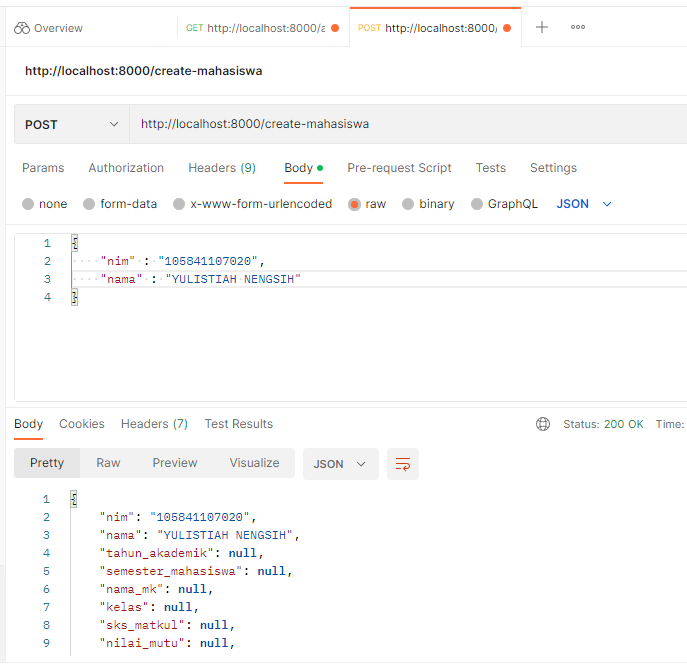 Overview GET http://localhost:8000/a POST http://localhost:8000/ + ooo
http://localhost:8000/create-mahasiswa
POST http://localhost:8000/create-mahasiswa
Params Authorization Headers (9) Body Pre-request Script Tests Settings
none form-data x-www-form-urlencoded raw binary GraphQL JSON
1 {
2 "nim" : "105841107020",
3 "nama" : "YULISTIAH NENGSIH"
4 }
Body Cookies Headers (7) Test Results Status: 200 OK Time:
Pretty Raw Preview Visualize JSON
1 {
2 "nim": "105841107020",
3 "nama": "YULISTIAH NENGSIH",
4 "tahun_akademik": null,
5 "semester_mahasiswa": null,
6 "nama_mk": null,
7 "kelas": null,
8 "sks_matkul": null,
9 "nilai_mutu": null,